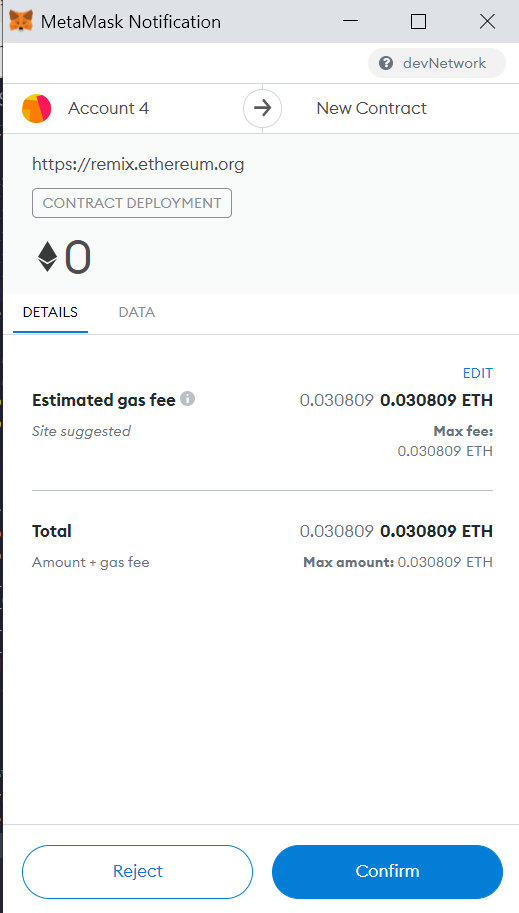 MetaMask Notification
devNetwork
Account 4
New Contract
https://remix.ethereum.org
CONTRACT DEPLOYMENT
0
DETAILS
DATA
EDIT
Estimated gas fee 0.030809 0.030809 ETH
Site suggested
Max fee:
0.030809 ETH
Total 0.030809 0.030809 ETH
Amount + gas fee
Max amount: 0.030809 ETH
Reject
Confirm